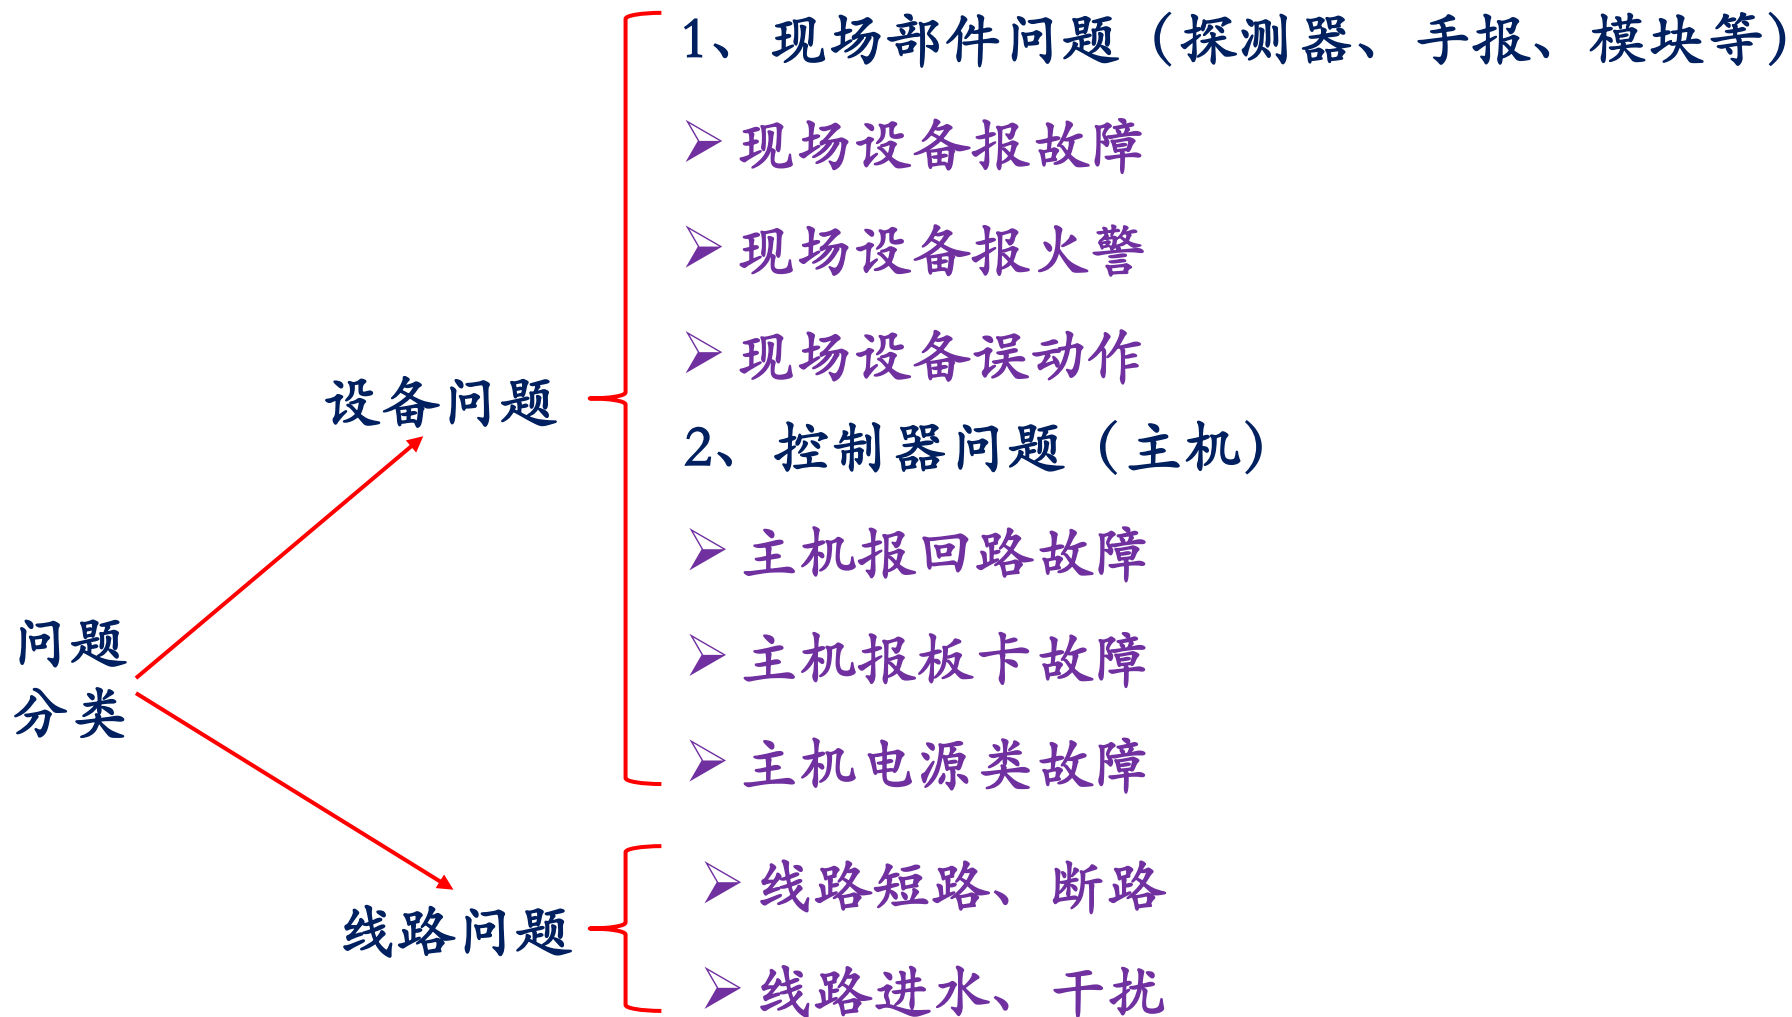 1、现场部件问题（探测器、手报、模块等）
现场设备报故障
现场设备报火警
现场设备误动作
设备问题
2、控制器问题（主机）
主机报回路故障
主机报板卡故障
主机电源类故障
问题
分类
线路短路、断路
线路问题
线路进水、干扰